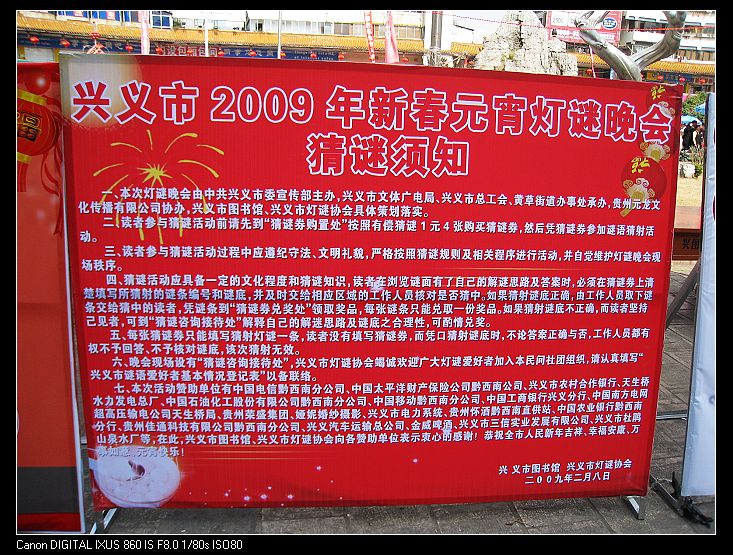 兴义市2009年新春元宵灯谜晚会
猜谜须知
一、本次灯谜晚会由中共兴义市委宣传部主办，兴义市文体广电局、兴义市总工会、黄草街道办事处承办，贵州元龙文
化传播有限公司协办，兴义市图书馆、兴义市灯谜协会具体策划落实。
二、读者参与猜谜活动前请先到“猜谜券购置处”按照有偿猜谜1元4张购买猜谜券，然后凭猜谜券参加谜语猜射活
动。
三、读者参与猜谜活动过程中应遵纪守法、文明礼貌，严格按照猜谜规则及相关程序进行活动，并自觉维护灯谜晚会现
场秩序。
四、猜谜活动应具备一定的文化程度和猜谜知识，读者在浏览谜面有了自己的解谜思路及答案时，必须在猜谜券上清
楚填写所猜射的谜条编号和谜底，并及时交给相应区域的工作人员核对是否猜中。如果猜射谜底正确，由工作人员取下谜
条交给猜中的读者，凭谜条到“猜谜券兑奖处”领取奖品，每张谜条只能兑取一份奖品。如果猜射谜底不正确，而读者坚持
己见者，可到“猜谜咨询接待处”解释自己的解迷思路及谜底之合理性，可酌情兑奖。
五、每张猜谜券只能填写猜射灯谜一条，读者没有填写猜谜券，而凭口猜射谜底时，不论答案正确与否，工作人员都有
权不予回答、不予核对谜底，该次猜射无效。
六、晚会现场设有“猜谜咨询接待处”，兴义市灯谜协会竭诚欢迎广大灯谜爱好者加入本民间社团组织，请认真填写“
兴义市谜语爱好者基本情况登记表”以备联络。
七、本次活动赞助单位有中国电信黔西南分公司、中国太平洋财产保险公司黔西南公司、兴义市农村合作银行、天生桥
水力发电总厂、中国石油化工股份有限公司黔西南分公司、中国移动黔西南分公司、中国工商银行兴义分行、中国南方电网
超高压输电公司天生桥局、贵州荣盛集团、娅妮婚纱摄影、兴义市电力系统、贵州怀酒黔西南直供站、中国农业银行黔西南
分行、贵州佳通科技有限公司黔西南分公司、兴义汽车运输总公司、金威啤酒、兴义市三信实业发展有限公司、兴义市杜鹃
山泉水厂等，在此，兴义市图书馆、兴义市灯谜协会向各赞助单位表示衷心的感谢！恭祝全市人民新年吉祥、幸福安康、万
事如意、元宵快乐！
兴义市图书馆 兴义市灯谜协会
二00九年二月八日
Canon DIGITAL IXUS 860 IS F8.0 1/80s ISO80